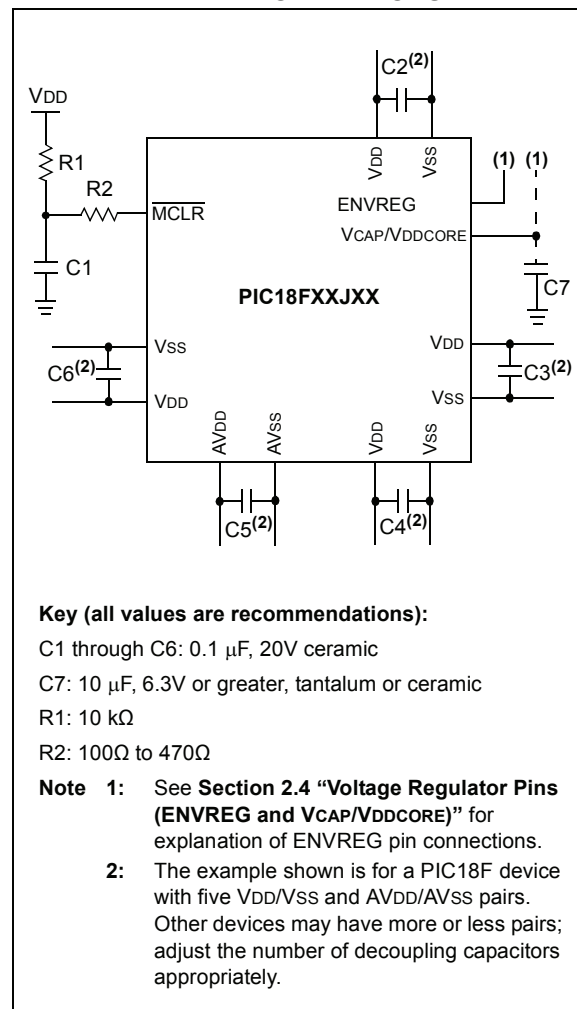 C2(2)
VDD
VDD
VSS
(1) (1)
R1
R2
MCLR
ENVREG
VCAP/VDDCORE
C1
C7
PIC18FXXJXX
VSS
VDD
C6(2)
C3(2)
VDD
VSS
AVDD
AVSS
VDD
VSS
C5(2)
C4(2)
Key (all values are recommendations):
C1 through C6: 0.1 μF, 20V ceramic
C7: 10 μF, 6.3V or greater, tantalum or ceramic
R1: 10 kΩ
R2: 100Ω to 470Ω
Note 1: See Section 2.4 “Voltage Regulator Pins
(ENVREG and VCAP/VDDCORE)” for
explanation of ENVREG pin connections.
2: The example shown is for a PIC18F device
with five VDD/VSS and AVDD/AVSS pairs.
Other devices may have more or less pairs;
adjust the number of decoupling capacitors
appropriately.